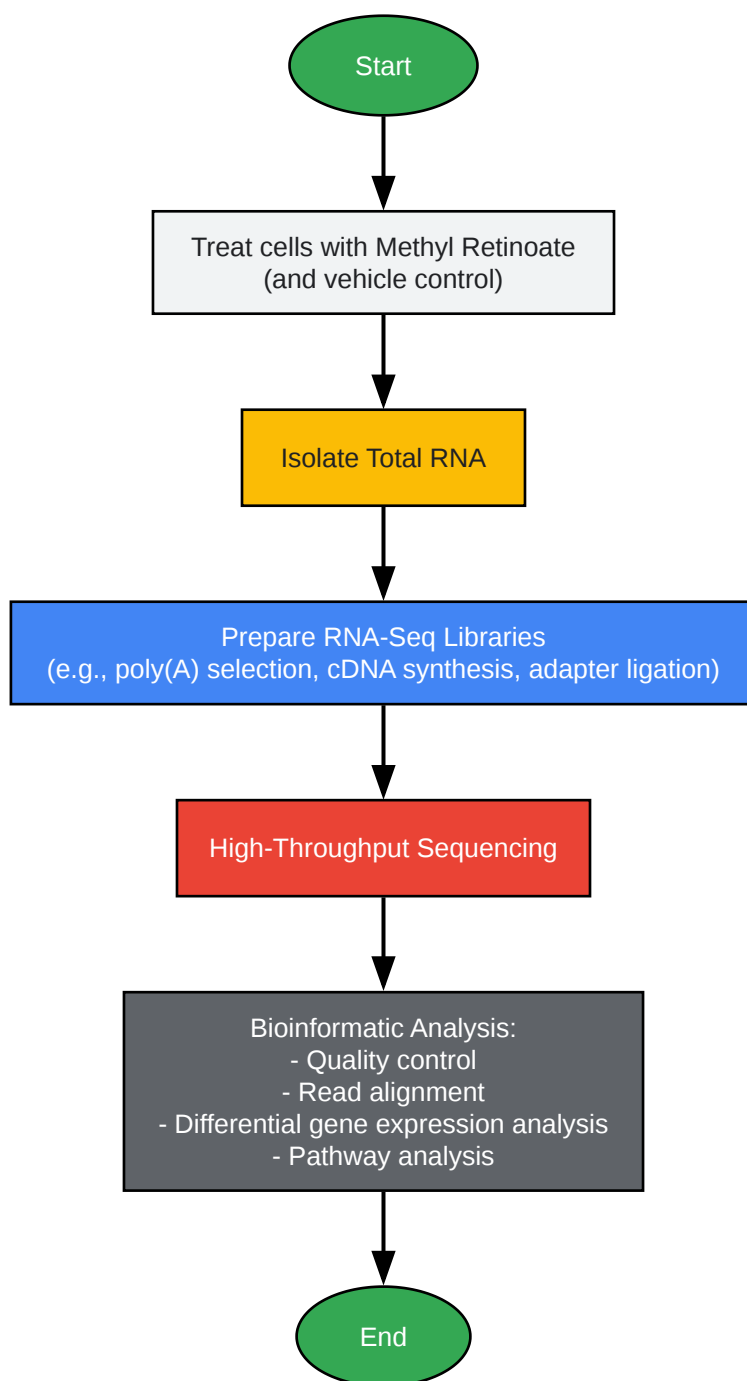 Start
Treat cells with Methyl Retinoate
(and vehicle control)
Isolate Total RNA
Prepare RNA-Seq Libraries
(e.g., poly(A) selection, cDNA synthesis, adapter ligation)
High-Throughput Sequencing
Bioinformatic Analysis:
- Quality control
- Read alignment
- Differential gene expression analysis
- Pathway analysis
End